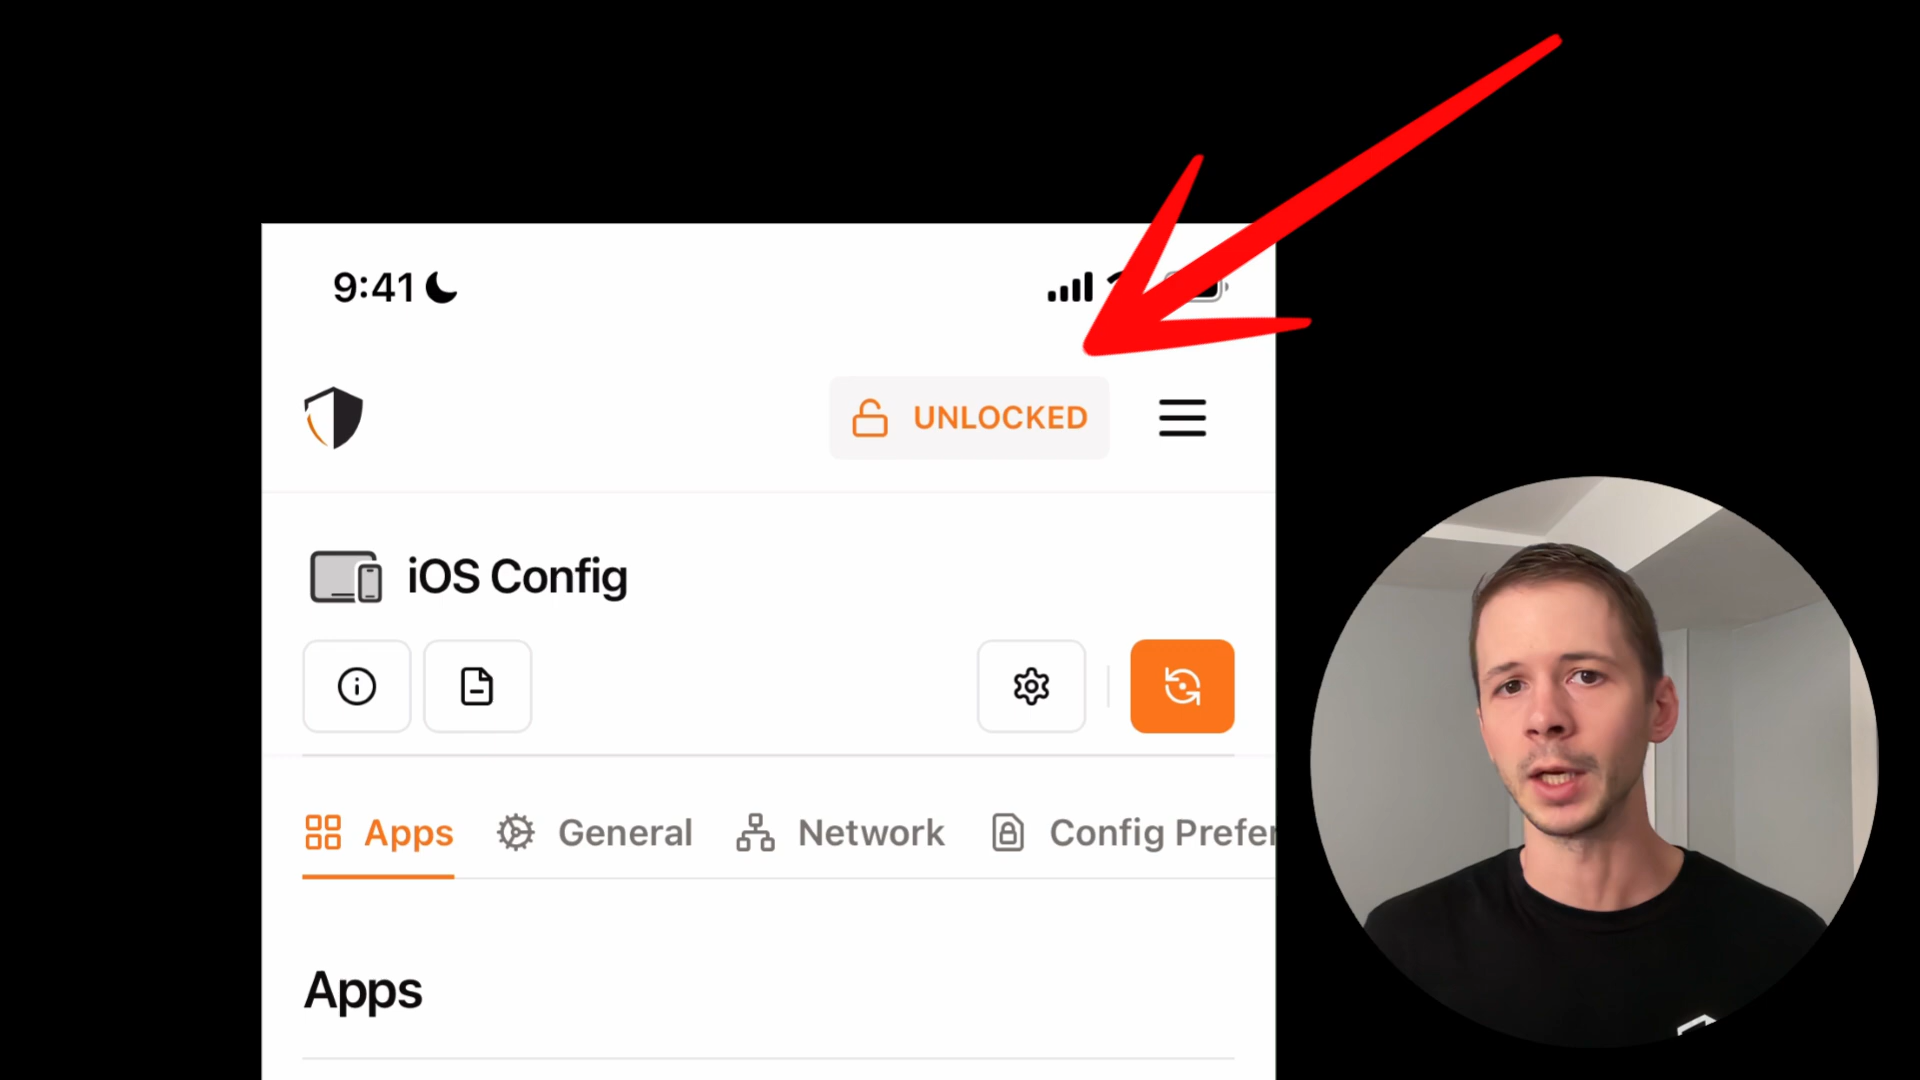 9:41
UNLOCKED
iOS Config
Apps General Network Config Prefer
Apps